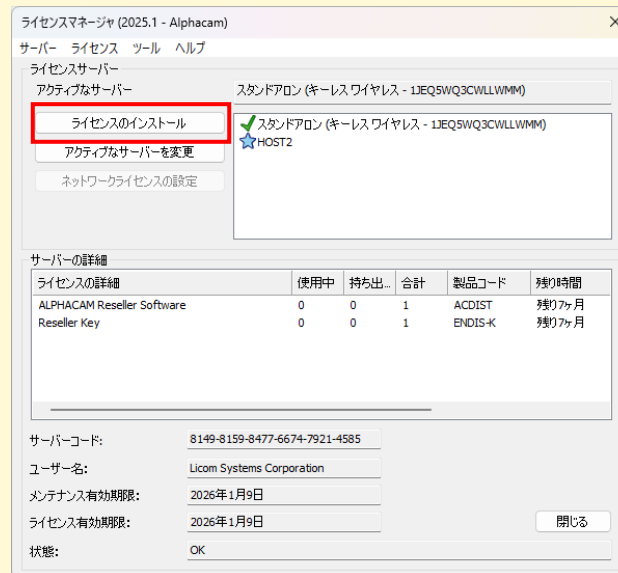 ライセンスマネージャ (2025.1 - Alphacam)
サーバー ライセンス ツール ヘルプ
ライセンスサーバー
アクティブなサーバー スタンドアロン (キーレス ワイヤレス - 1JEQ5WQ3CWLLWMM)
ライセンスのインストール
スタンドアロン (キーレス ワイヤレス - 1JEQ5WQ3CWLLWMM)
HOST2
アクティブなサーバーを変更
ネットワークライセンスの設定
サーバーの詳細
ライセンスの詳細 使用中 持ち出... 合計 製品コード 残り時間
ALPHACAM Reseller Software 0 0 1 ACDIST 残り7ヶ月
Reseller Key 0 0 1 ENDIS-K 残り7ヶ月
サーバーコード: 8149-8159-8477-6674-7921-4585
ユーザー名: Licom Systems Corporation
メンテナンス有効期限: 2026年1月9日
ライセンス有効期限: 2026年1月9日
閉じる
状態: OK